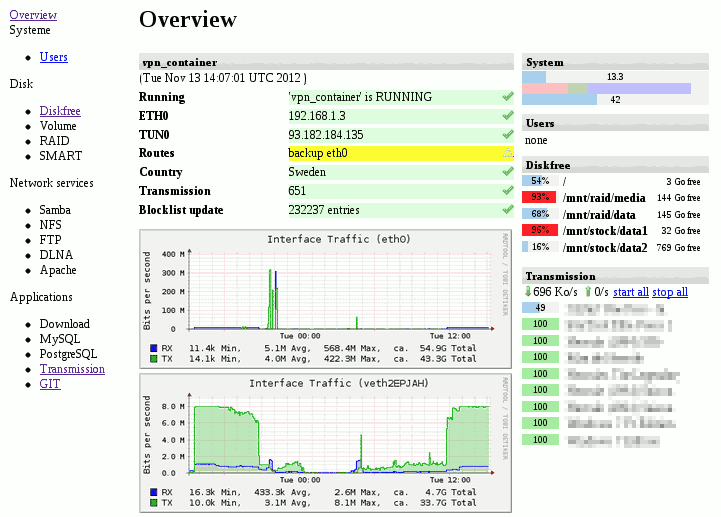 Overview
Systeme
Users
Disk
Diskfree
Volume
RAID
SMART
Network services
Samba
NFS
FTP
DLNA
Apache
Applications
Download
MySQL
PostgreSQL
Transmission
GIT
Overview
vpn_container
(Tue Nov 13 14:07:01 UTC 2012 )
Running 'vpn_container' is RUNNING
ETH0 192.168.1.3
TUN0 93.182.184.135
Routes backup eth0
Country Sweden
Transmission 651
Blocklist update 232237 entries
Interface Traffic (eth0)
RRDTOOL / TOBI OETIKER
Bits per second
400 M
300 M
200 M
100 M
0
Tue 00:00 Tue 12:00
RX 11.4k Min, 5.1M Avg, 568.4M Max, ca. 54.9G Total
TX 14.1k Min, 4.0M Avg, 422.3M Max, ca. 43.3G Total
Interface Traffic (veth2EPJAH)
RRDTOOL / TOBI OETIKER
Bits per second
8.0 M
6.0 M
4.0 M
2.0 M
0.0
Tue 00:00 Tue 12:00
RX 16.3k Min, 433.3k Avg, 2.6M Max, ca. 4.7G Total
TX 10.0k Min, 3.1M Avg, 8.1M Max, ca. 33.7G Total
System
13.3
42
Users
none
Diskfree
54% / 3 Go free
93% /mnt/raid/media 144 Go free
68% /mnt/raid/data 145 Go free
96% /mnt/stock/data1 32 Go free
16% /mnt/stock/data2 769 Go free
Transmission
696 Ko/s 0/s start all stop all
49
100
100
100
100
100
100
100
100